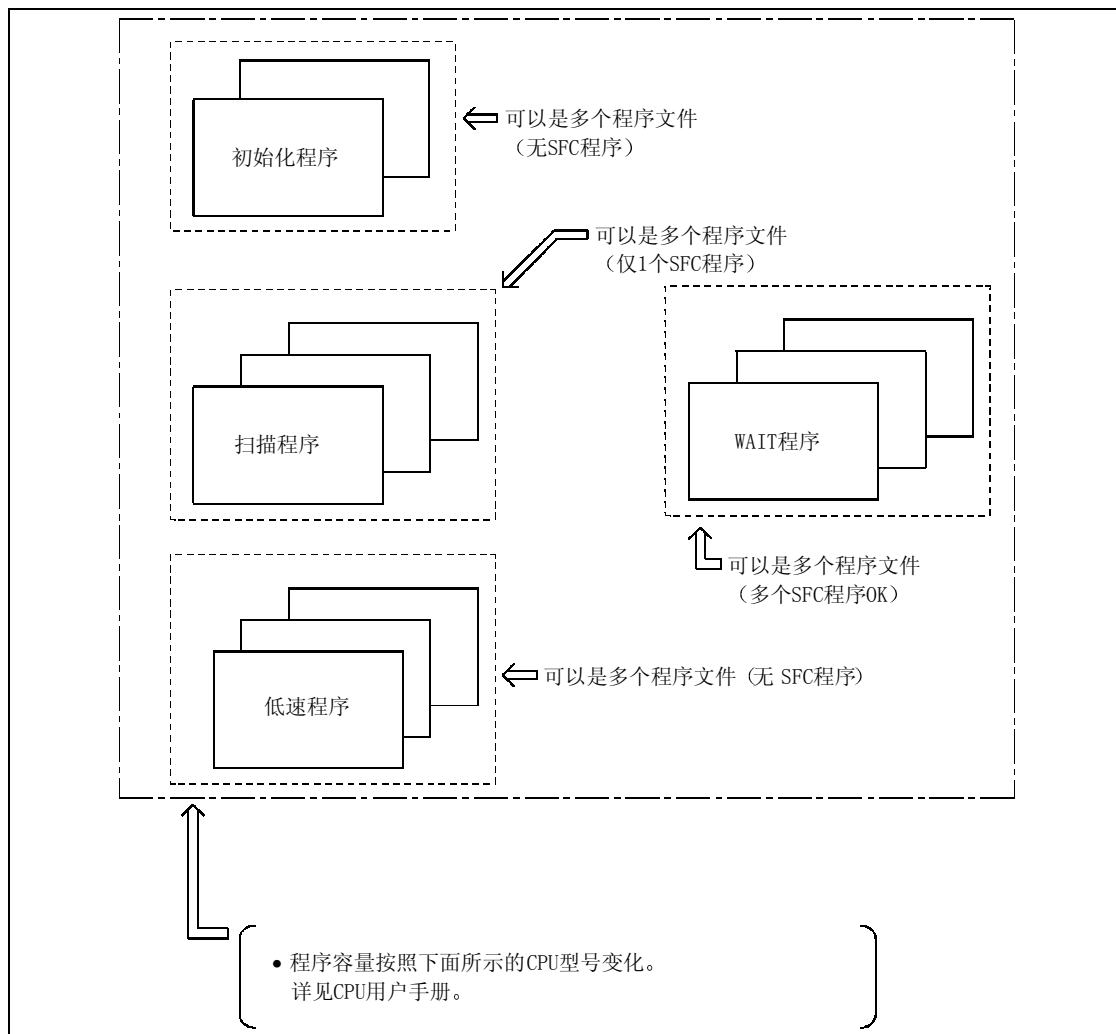 初始化程序
可以是多个程序文件
（无SFC程序）
可以是多个程序文件
（仅1个SFC程序）
扫描程序
WAIT程序
可以是多个程序文件
（多个SFC程序OK）
低速程序
可以是多个程序文件 (无 SFC程序)
• 程序容量按照下面所示的CPU型号变化。
详见CPU用户手册。